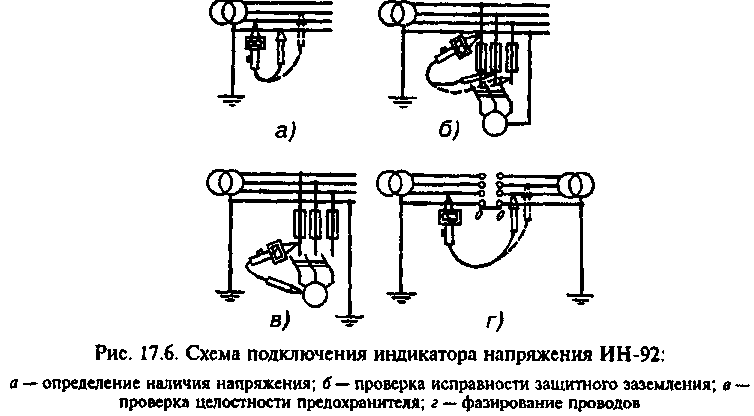 а)
б)
в)
г)
Рис. 17.6. Схема подключения индикатора напряжения ИН-92:
а — определение наличия напряжения; б — проверка исправности защитного заземления; в —
проверка целостности предохранителя; г — фазирование проводов